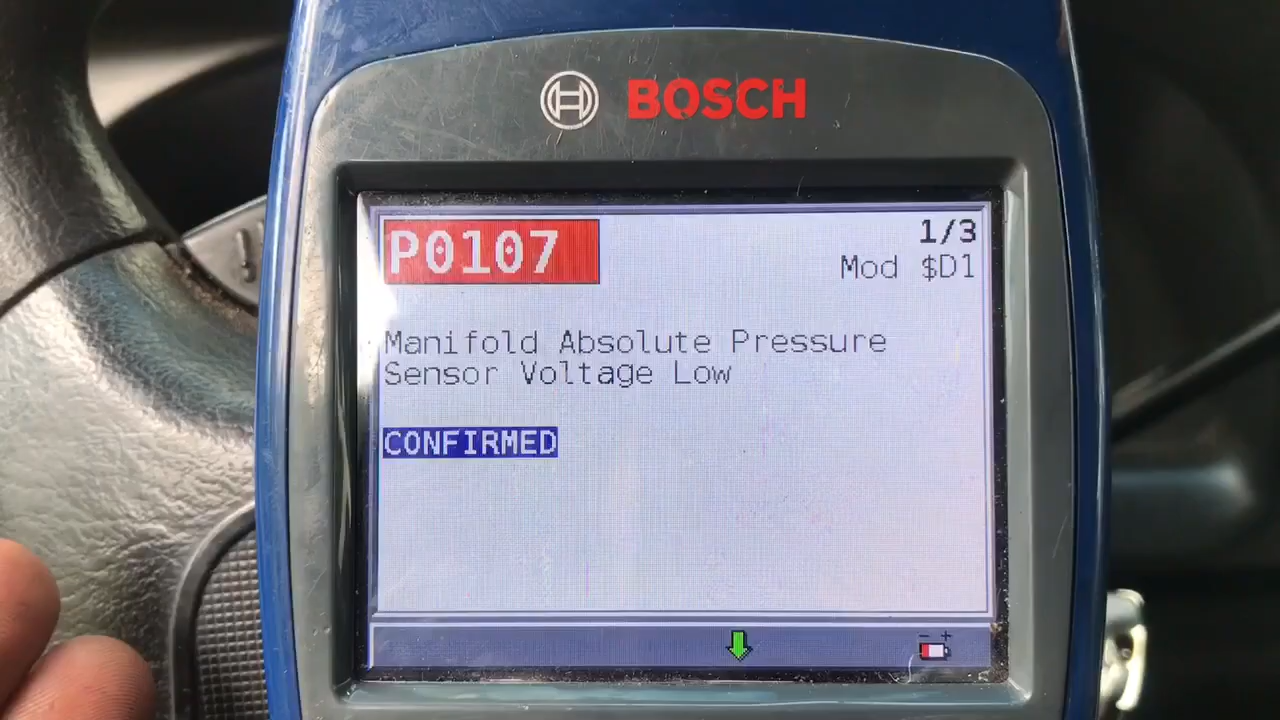 BOSCH
P0107
1/3
Mod $D1
Manifold Absolute Pressure
Sensor Voltage Low
CONFIRMED